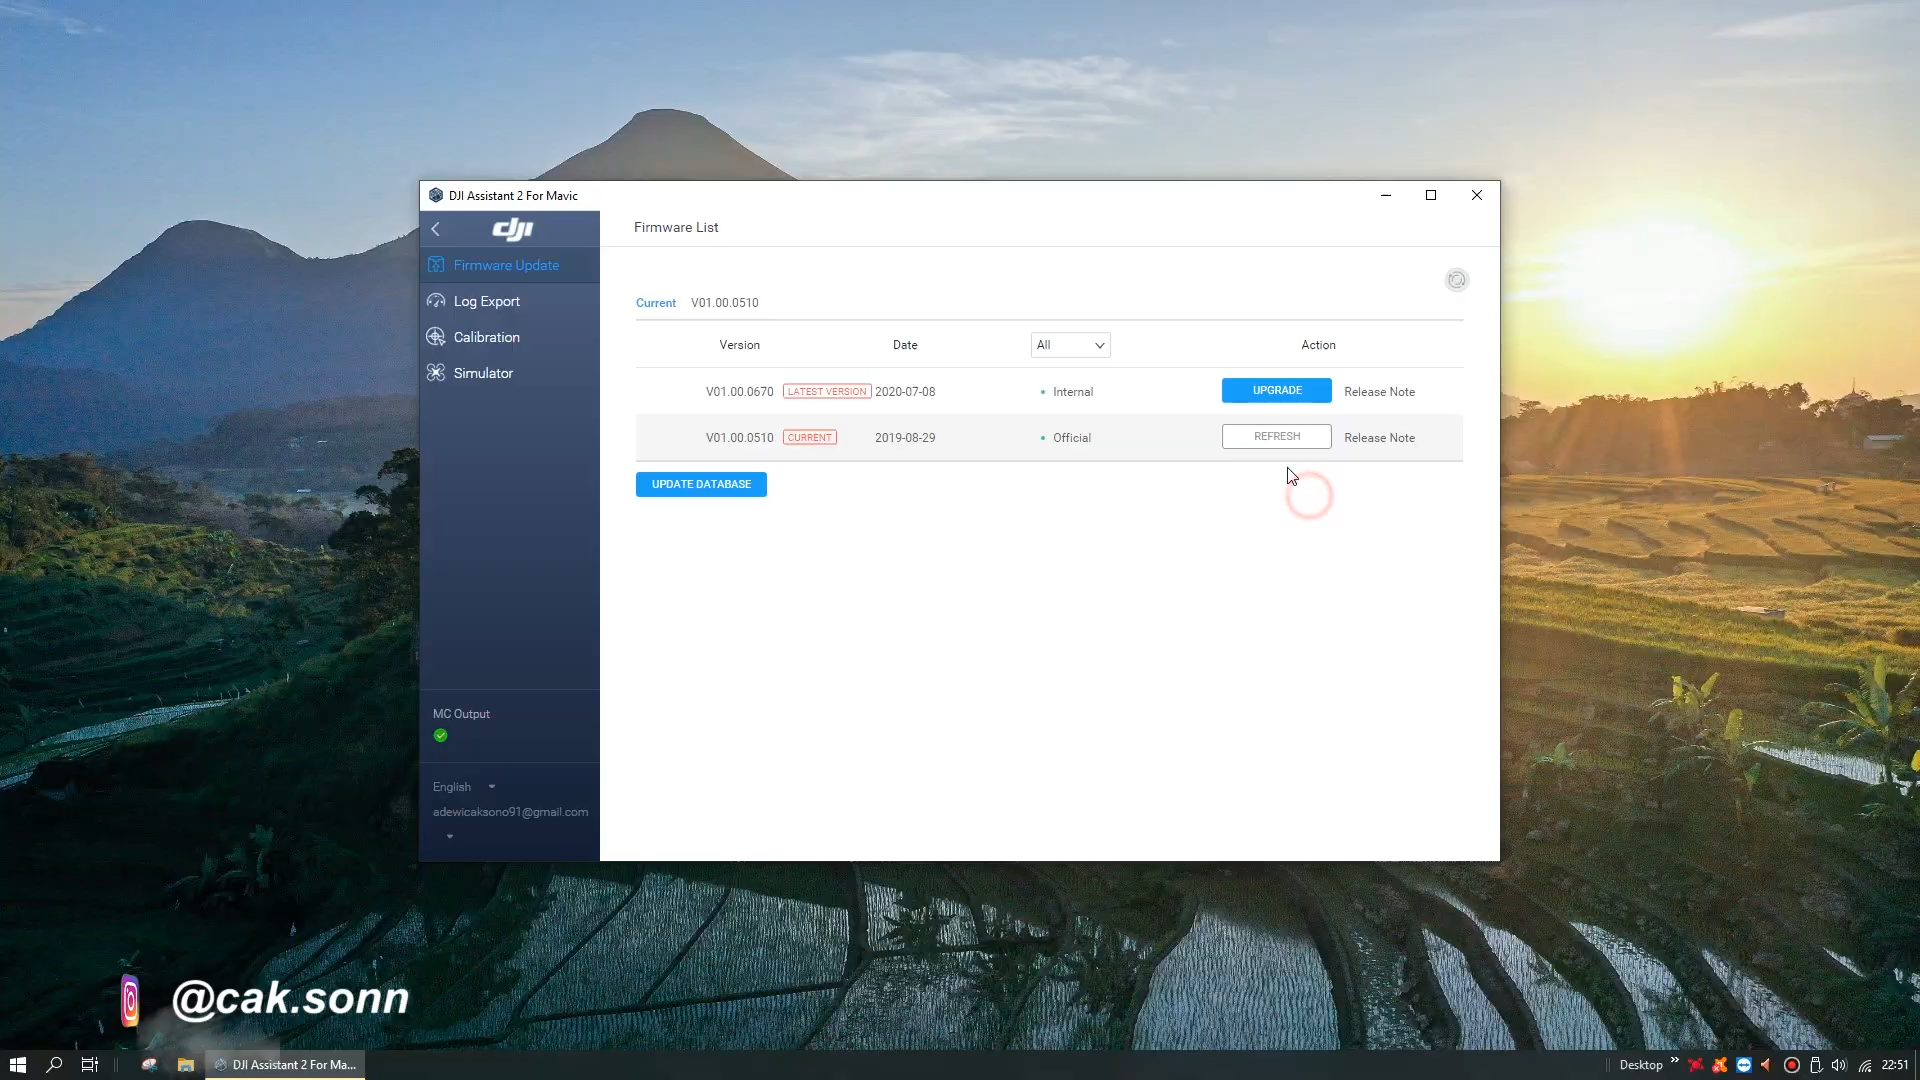 DJI Assistant 2 For Mavic
dji
Firmware List
Firmware Update
Log Export
Calibration
Simulator
Current V01.00.0510
Version Date All Action
V01.00.0670 LATEST VERSION 2020-07-08 Internal UPGRADE Release Note
V01.00.0510 CURRENT 2019-08-29 Official REFRESH Release Note
UPDATE DATABASE
MC Output
English
adewicaksono91@gmail.com
@cak.sonn
DJI Assistant 2 For Ma...
Desktop
22:51